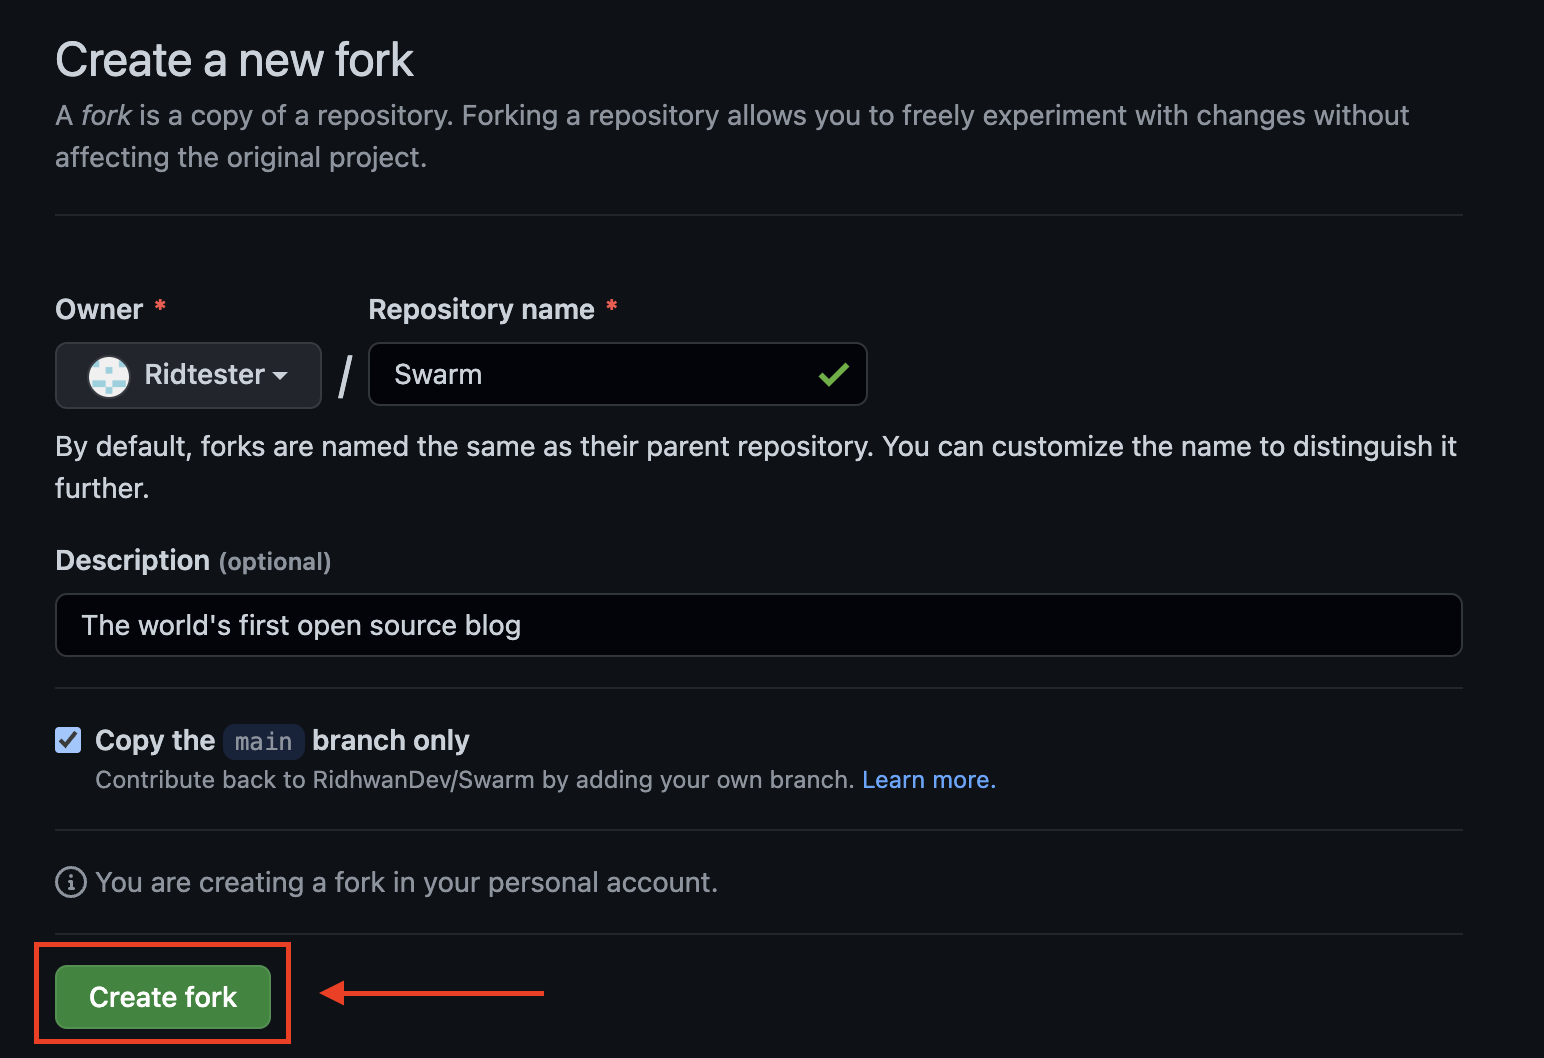 Create a new fork
A fork is a copy of a repository. Forking a repository allows you to freely experiment with changes without
affecting the original project.
Owner * Repository name *
Ridtester / Swarm
By default, forks are named the same as their parent repository. You can customize the name to distinguish it
further.
Description (optional)
The world's first open source blog
Copy the main branch only
Contribute back to RidhwanDev/Swarm by adding your own branch. Learn more.
You are creating a fork in your personal account.
Create fork